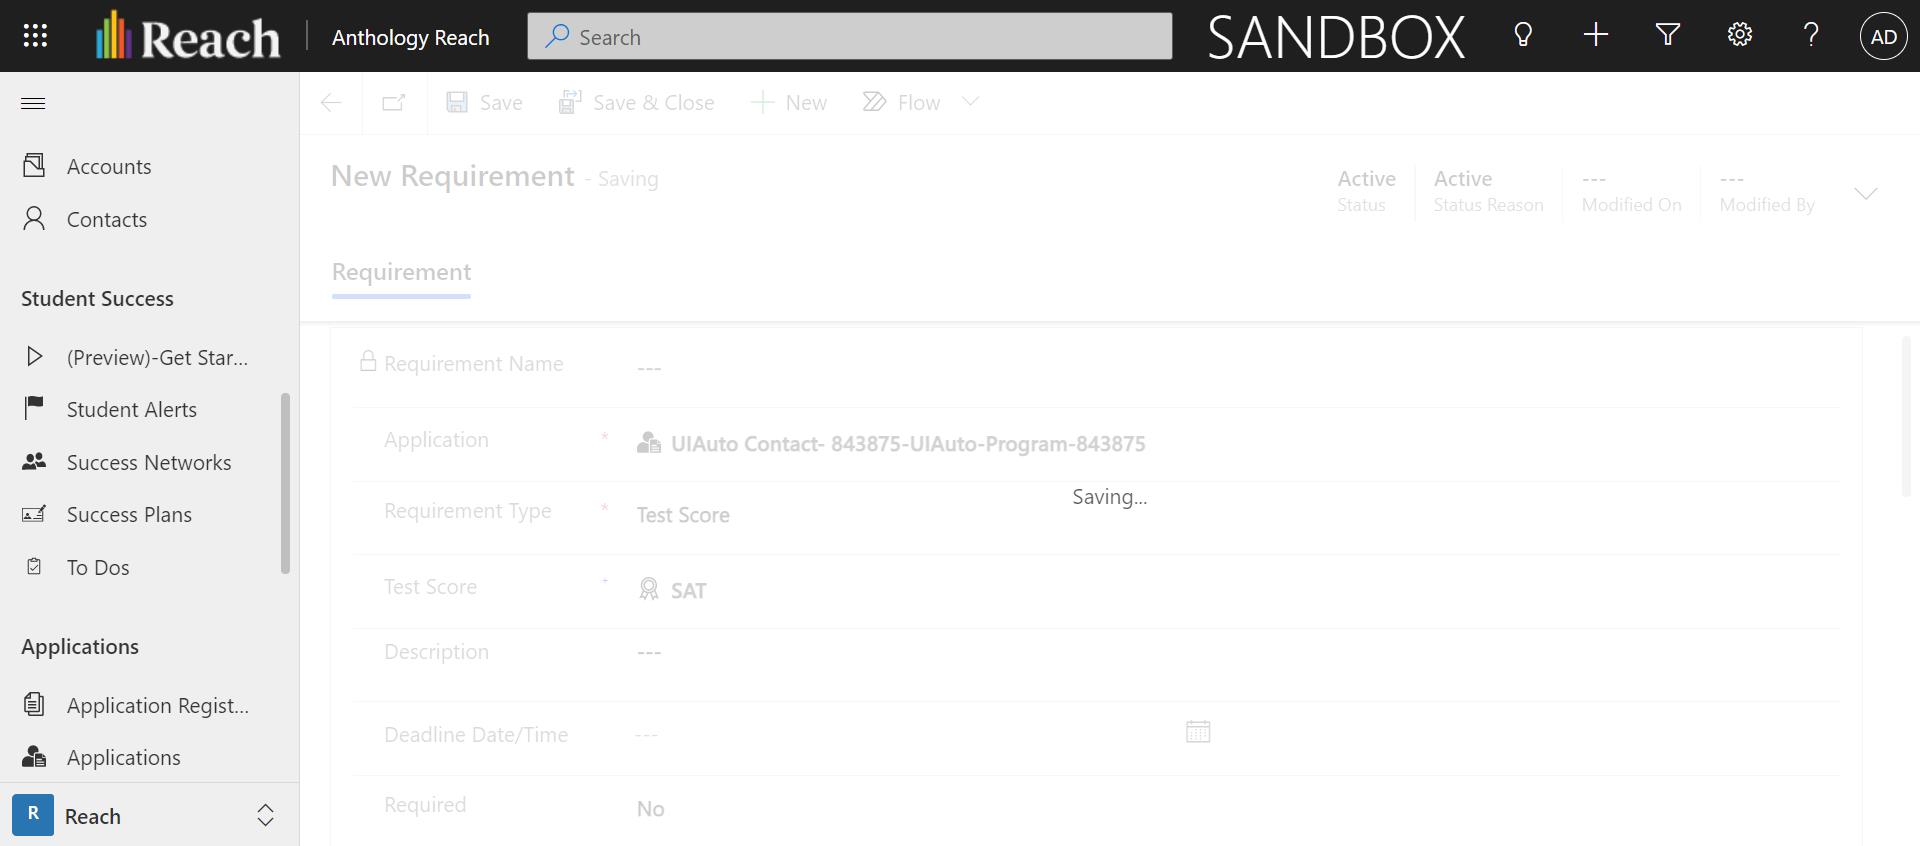 Reach
Anthology Reach
Search
SANDBOX
AD
Save
Save & Close
New
Flow
Accounts
Contacts
Student Success
(Preview)-Get Star...
Student Alerts
Success Networks
Success Plans
To Dos
Applications
Application Regist...
Applications
R
Reach
New Requirement - Saving
Active
Status
Active
Status Reason
---
Modified On
---
Modified By
Requirement
Requirement Name ---
Application * UIAuto Contact- 843875-UIAuto-Program-843875
Saving...
Requirement Type * Test Score
Test Score + SAT
Description ---
Deadline Date/Time ---
Required No